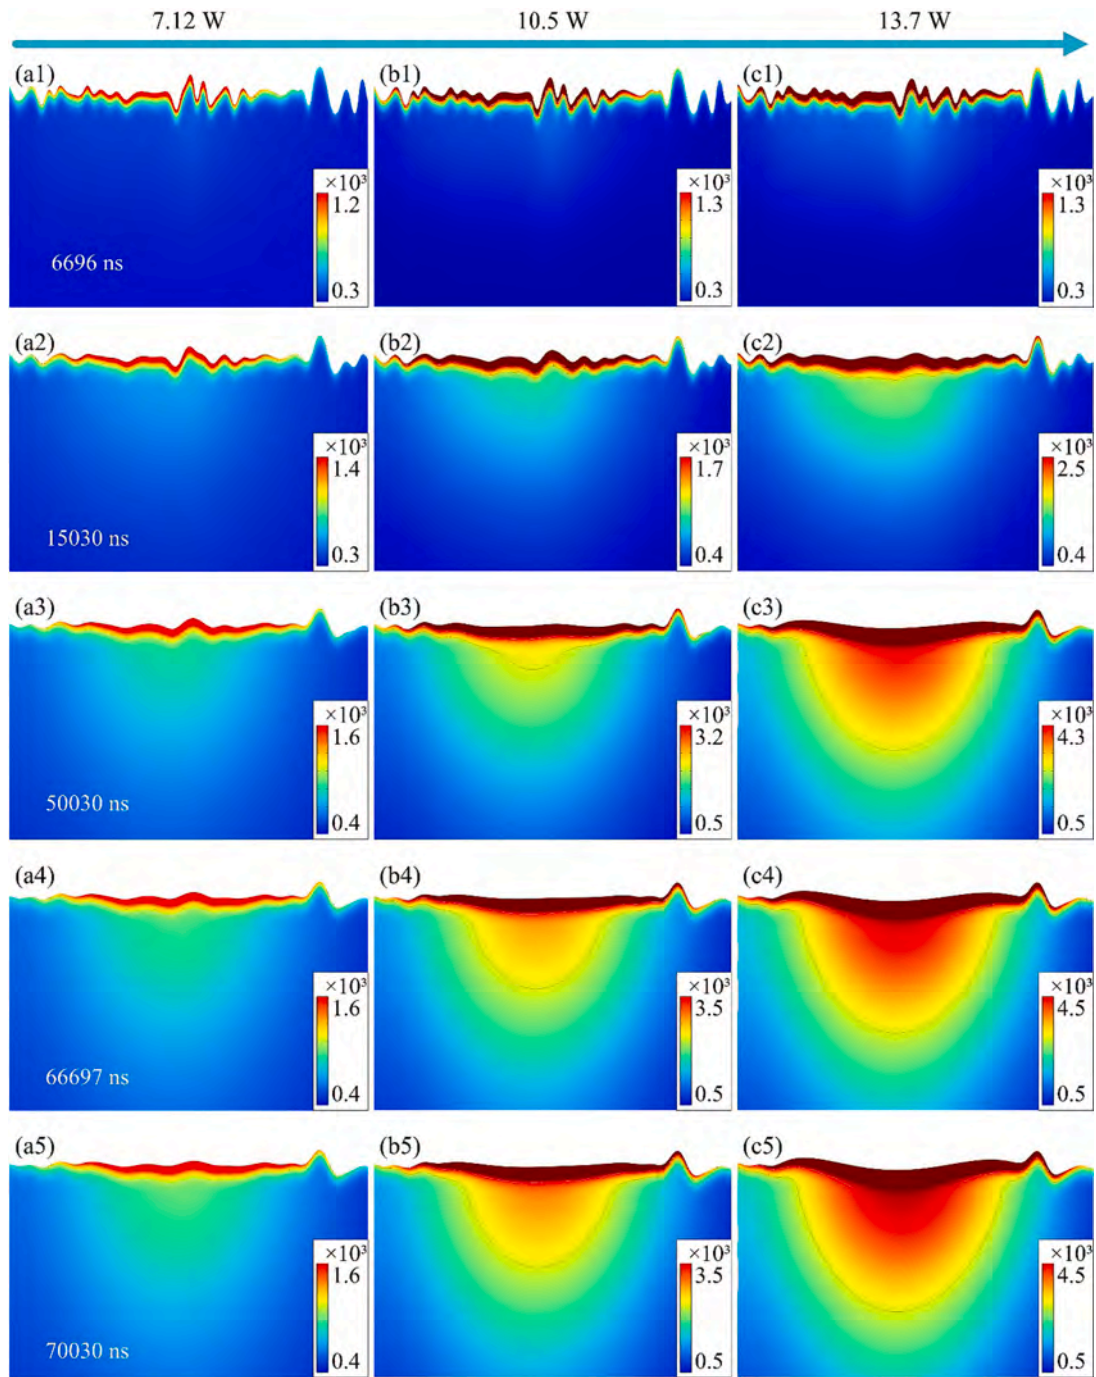 7.12 W 10.5 W 13.7 W
(a1) (b1) (c1)
×10³ ×10³ ×10³
1.2 1.3 1.3
6696 ns
0.3 0.3 0.3
(a2) (b2) (c2)
×10³ ×10³ ×10³
1.4 1.7 2.5
15030 ns
0.3 0.4 0.4
(a3) (b3) (c3)
×10³ ×10³ ×10³
1.6 3.2 4.3
50030 ns
0.4 0.5 0.5
(a4) (b4) (c4)
×10³ ×10³ ×10³
1.6 3.5 4.5
66697 ns
0.4 0.5 0.5
(a5) (b5) (c5)
×10³ ×10³ ×10³
1.6 3.5 4.5
70030 ns
0.4 0.5 0.5